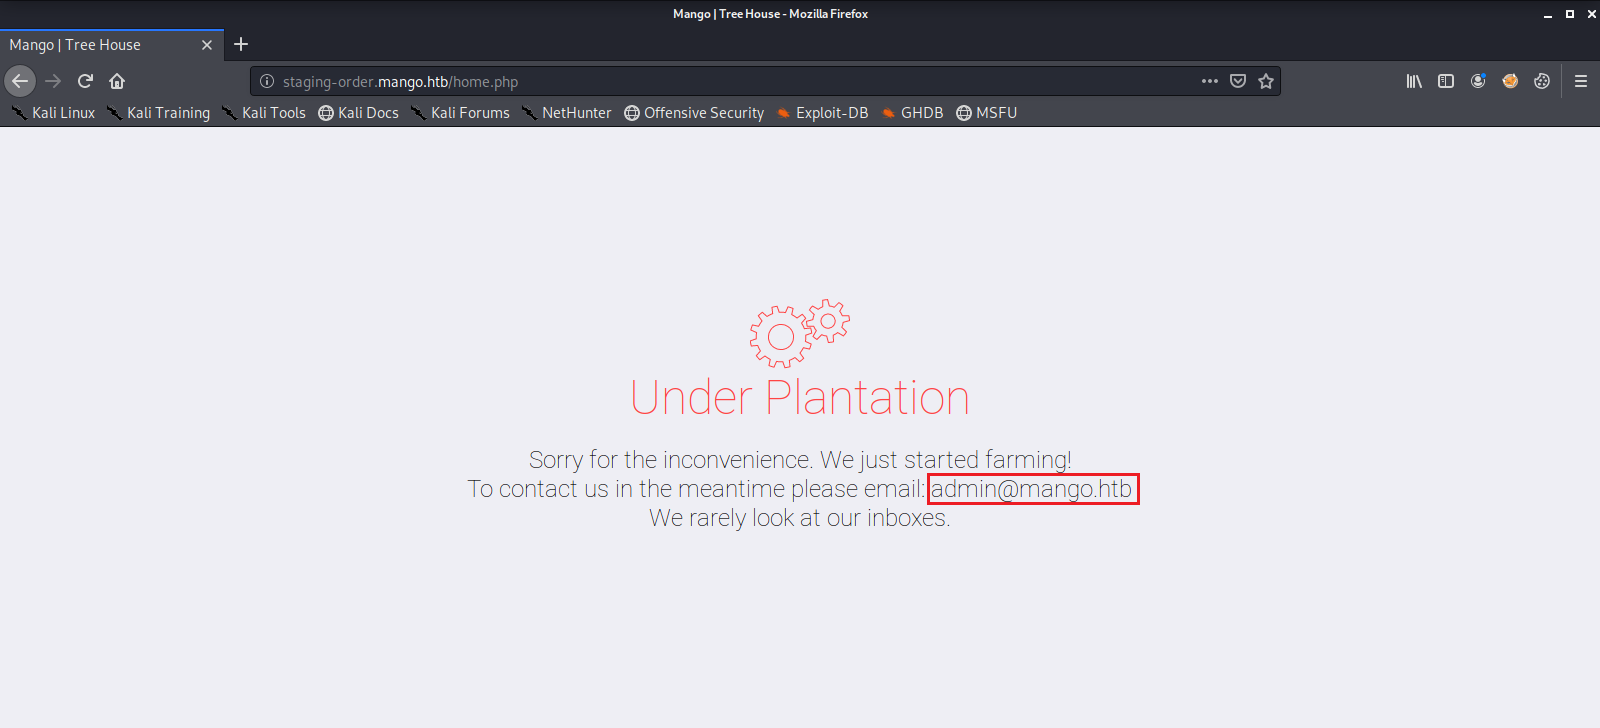 Mango | Tree House - Mozilla Firefox
Mango | Tree House
staging-order.mango.htb/home.php
Kali Linux Kali Training Kali Tools Kali Docs Kali Forums NetHunter Offensive Security Exploit-DB GHDB MSFU
Under Plantation
Sorry for the inconvenience. We just started farming!
To contact us in the meantime please email: admin@mango.htb
We rarely look at our inboxes.